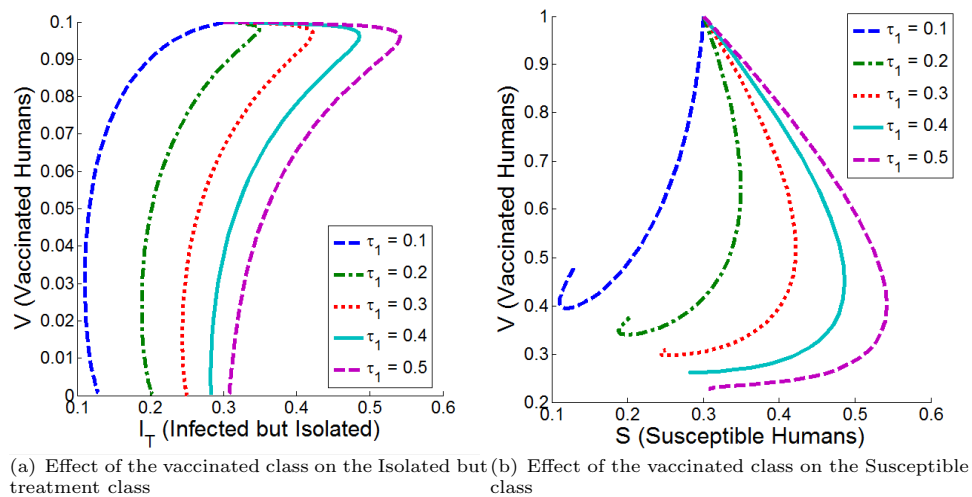 V (Vaccinated Humans)
0.1
0.09
0.08
0.07
0.06
0.05
0.04
0.03
0.02
0.01
0
0.1
0.2
0.3
0.4
0.5
0.6
I_T (Infected but Isolated)
τ_1 = 0.1
τ_1 = 0.2
τ_1 = 0.3
τ_1 = 0.4
τ_1 = 0.5
(a) Effect of the vaccinated class on the Isolated but
treatment class
V (Vaccinated Humans)
1
0.9
0.8
0.7
0.6
0.5
0.4
0.3
0.2
0.1
0.2
0.3
0.4
0.5
0.6
S (Susceptible Humans)
τ_1 = 0.1
τ_1 = 0.2
τ_1 = 0.3
τ_1 = 0.4
τ_1 = 0.5
(b) Effect of the vaccinated class on the Susceptible
class